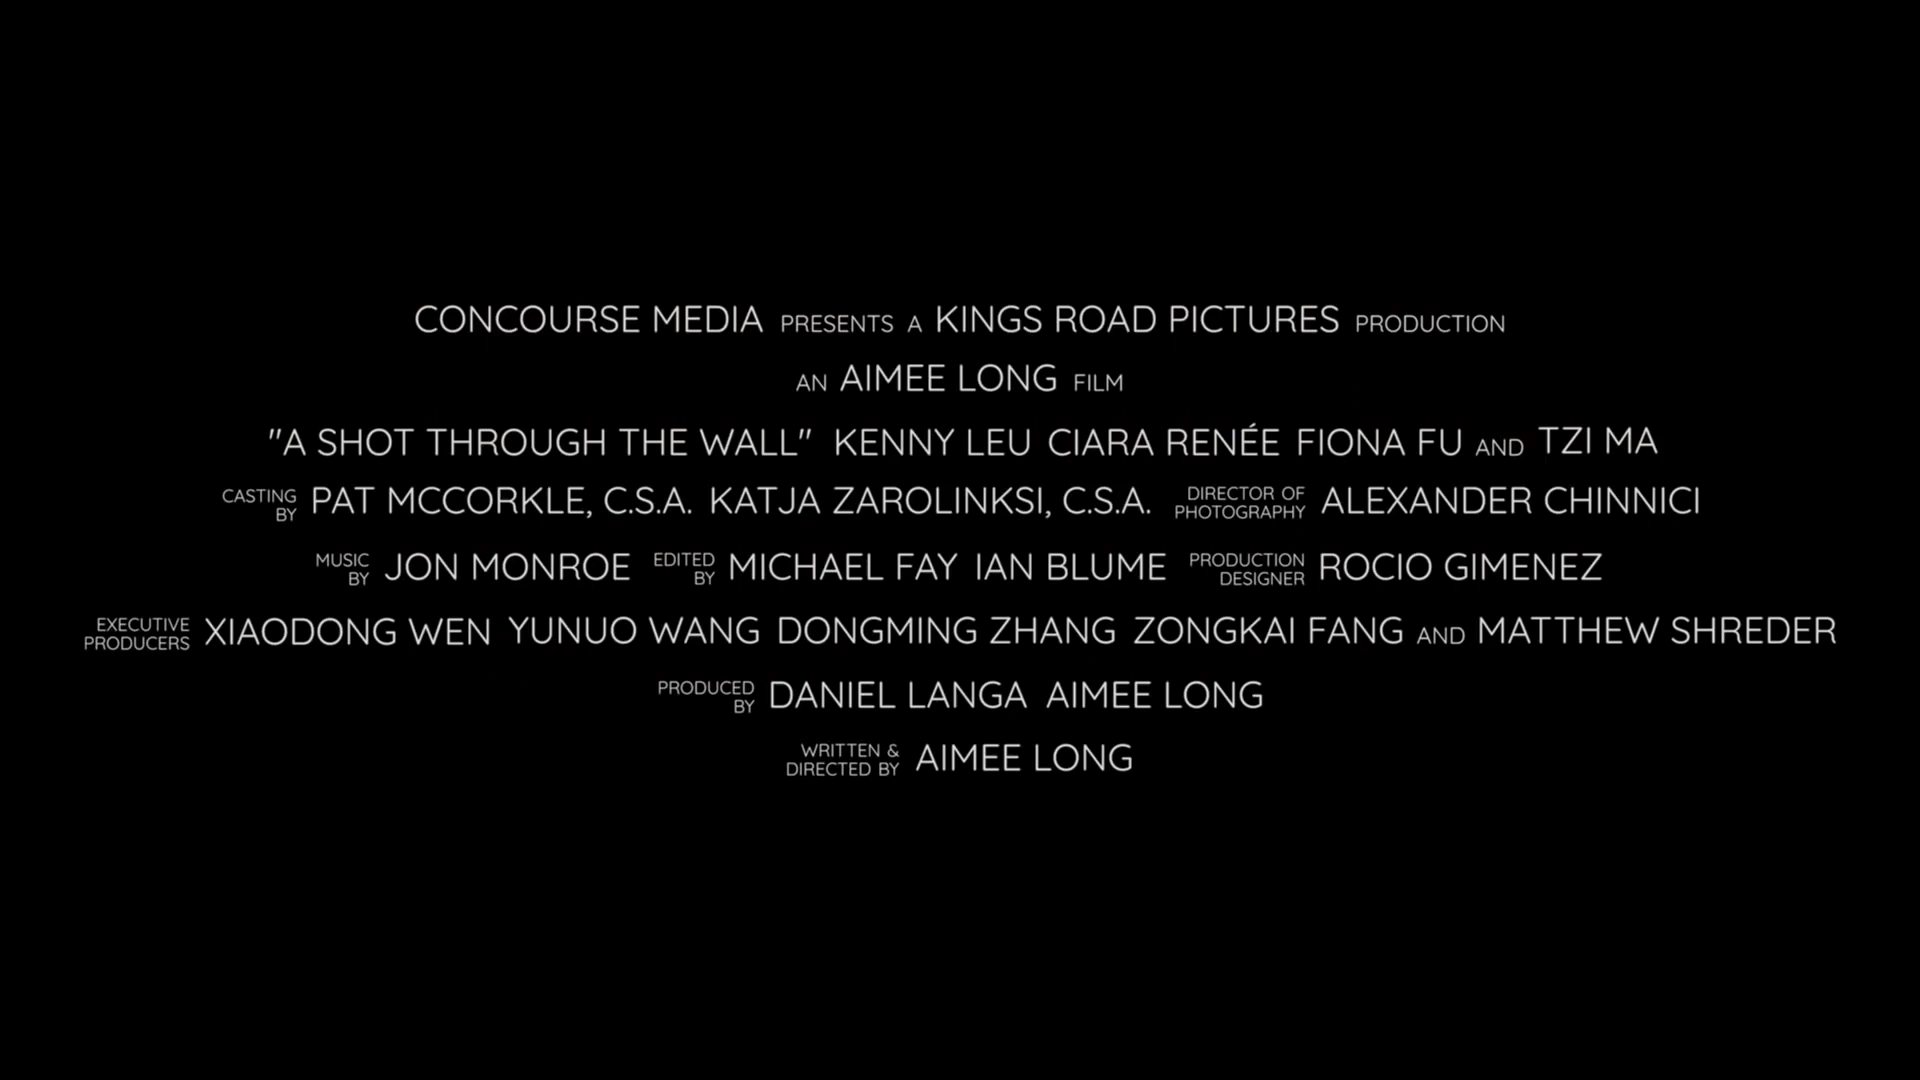 CONCOURSE MEDIA PRESENTS A KINGS ROAD PICTURES PRODUCTION
AN AIMEE LONG FILM
"A SHOT THROUGH THE WALL" KENNY LEU CIARA RENÉE FIONA FU AND TZI MA
CASTING BY PAT MCCORKLE, C.S.A. KATJA ZAROLINKSI, C.S.A. DIRECTOR OF PHOTOGRAPHY ALEXANDER CHINNICI
MUSIC BY JON MONROE EDITED BY MICHAEL FAY IAN BLUME PRODUCTION DESIGNER ROCIO GIMENEZ
EXECUTIVE PRODUCERS XIAODONG WEN YUNUO WANG DONGMING ZHANG ZONGKAI FANG AND MATTHEW SHREDER
PRODUCED BY DANIEL LANGA AIMEE LONG
WRITTEN & DIRECTED BY AIMEE LONG